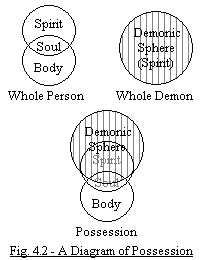 Spirit
Soul
Body
Whole Person
Demonic
Sphere
(Spirit)
Whole Demon
Demonic
Sphere
Spirit
Soul
Body
Possession
Fig. 4.2 - A Diagram of Possession